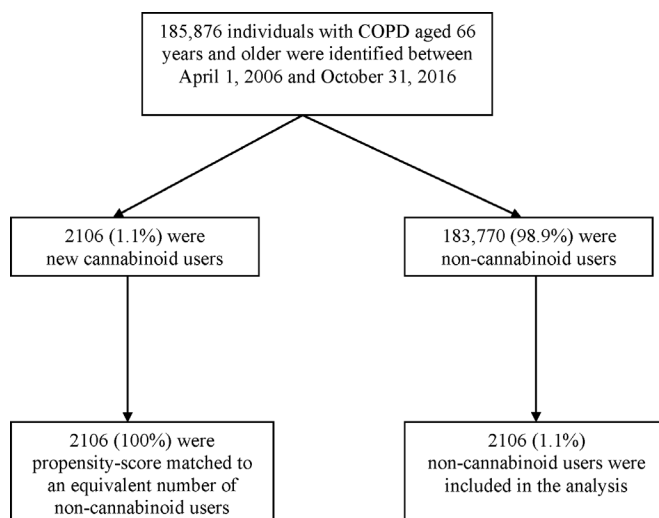 185,876 individuals with COPD aged 66
years and older were identified between
April 1, 2006 and October 31, 2016
2106 (1.1%) were
new cannabinoid users
183,770 (98.9%) were
non-cannabinoid users
2106 (100%) were
propensity-score matched to
an equivalent number of
non-cannabinoid users
2106 (1.1%)
non-cannabinoid users were
included in the analysis